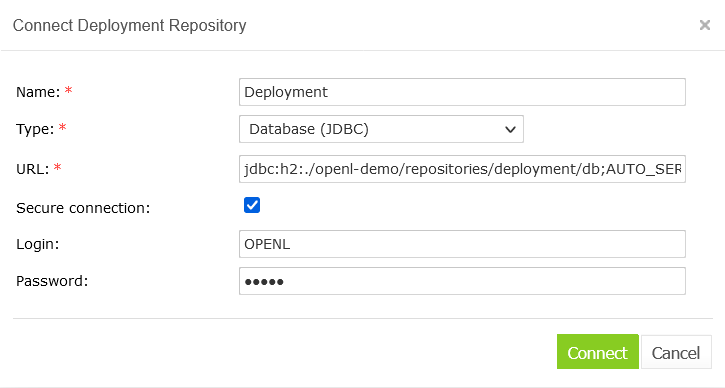 Connect Deployment Repository ×
Name: * Deployment
Type: * Database (JDBC)
URL: * jdbc:h2:./openl-demo/repositories/deployment/db;AUTO_SER
Secure connection:
Login: OPENL
Password: •••••
Connect Cancel